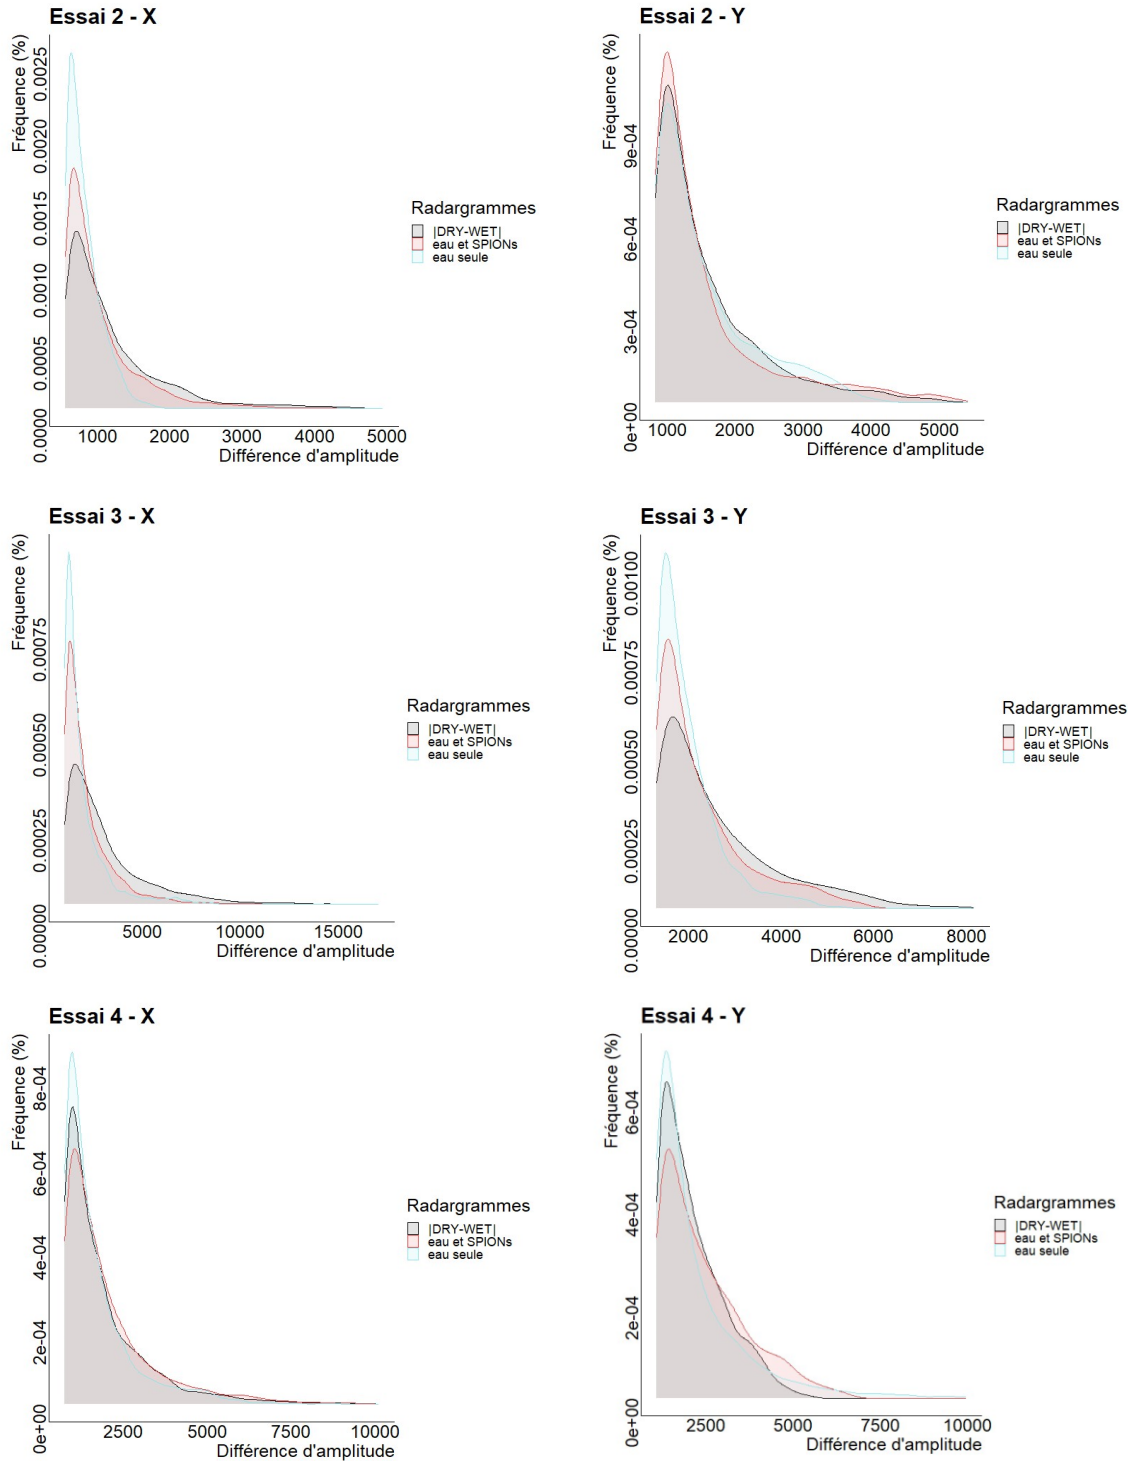 Essai 2 - X
Fréquence (%)
0.0025
0.0020
0.0015
0.0010
0.0005
0.0000
1000 2000 3000 4000 5000
Différence d'amplitude
Radargrammes
|DRY-WET|
eau et SPIONs
eau seule
Essai 2 - Y
Fréquence (%)
9e-04
6e-04
3e-04
0e+00
1000 2000 3000 4000 5000
Différence d'amplitude
Radargrammes
|DRY-WET|
eau et SPIONs
eau seule
Essai 3 - X
Fréquence (%)
0.00075
0.00050
0.00025
0.00000
5000 10000 15000
Différence d'amplitude
Radargrammes
|DRY-WET|
eau et SPIONs
eau seule
Essai 3 - Y
Fréquence (%)
0.00100
0.00075
0.00050
0.00025
0.00000
2000 4000 6000 8000
Différence d'amplitude
Radargrammes
|DRY-WET|
eau et SPIONs
eau seule
Essai 4 - X
Fréquence (%)
8e-04
6e-04
4e-04
2e-04
0e+00
2500 5000 7500 10000
Différence d'amplitude
Radargrammes
|DRY-WET|
eau et SPIONs
eau seule
Essai 4 - Y
Fréquence (%)
6e-04
4e-04
2e-04
0e+00
2500 5000 7500 10000
Différence d'amplitude
Radargrammes
|DRY-WET|
eau et SPIONs
eau seule